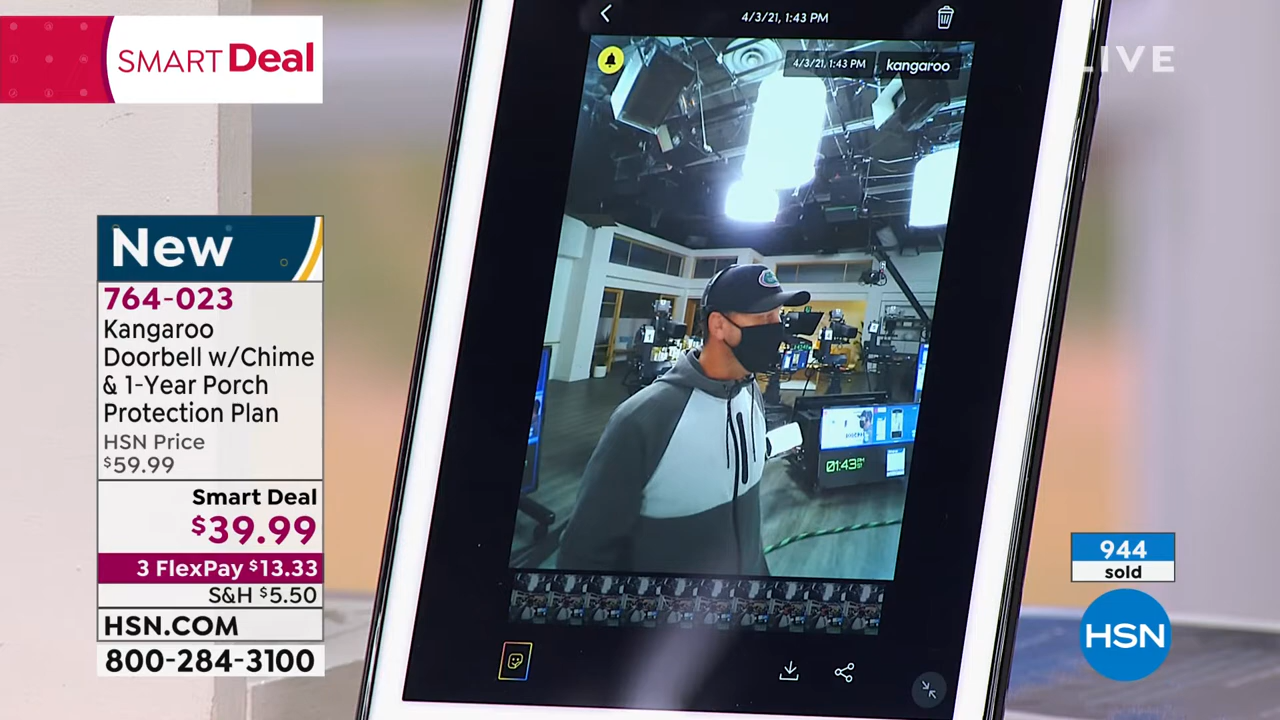 SMART Deal
4/3/21, 1:43 PM
4/3/21, 1:43 PM kangaroo
LIVE
New
764-023
Kangaroo
Doorbell w/Chime
& 1-Year Porch
Protection Plan
HSN Price
$59.99
Smart Deal
$39.99
3 FlexPay $13.33
S&H $5.50
HSN.COM
800-284-3100
01:43 PM
944
sold
HSN